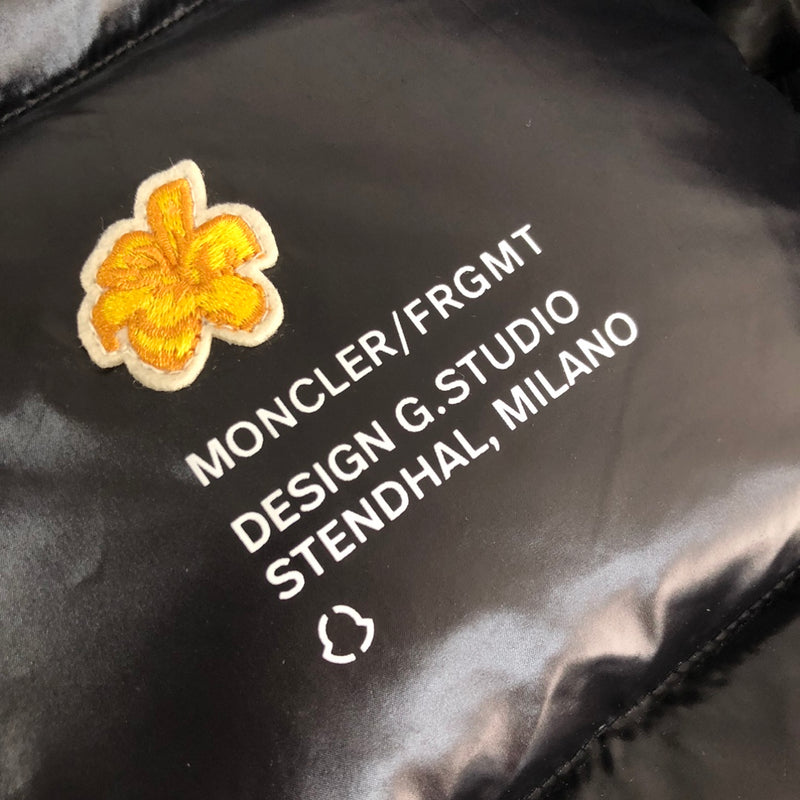 MONCLER/FRGMT
DESIGN G.STUDIO
STENDHAL, MILANO